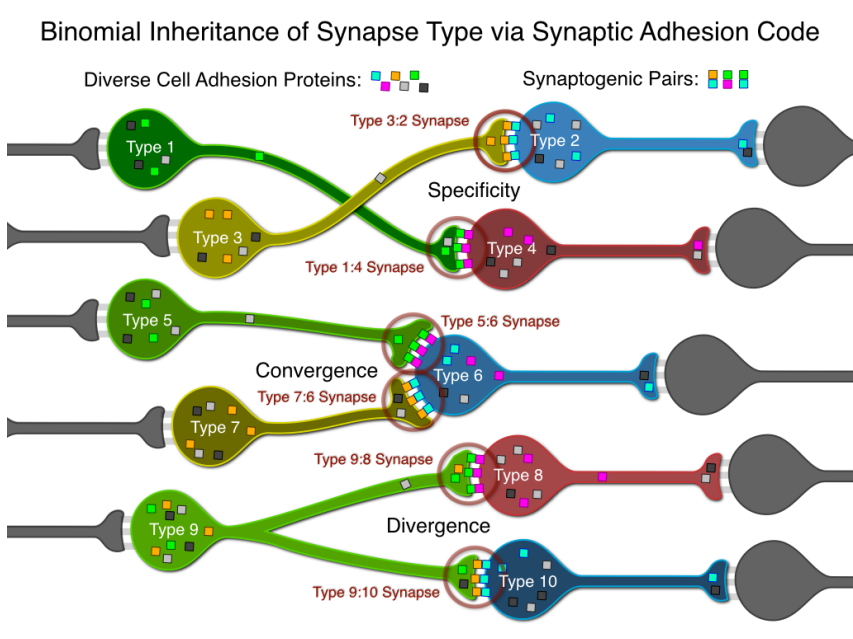 Binomial Inheritance of Synapse Type via Synaptic Adhesion Code
Diverse Cell Adhesion Proteins:
Synaptogenic Pairs:
Type 3:2 Synapse
Type 1
Type 2
Specificity
Type 3
Type 4
Type 1:4 Synapse
Type 5
Type 5:6 Synapse
Convergence
Type 6
Type 7:6 Synapse
Type 7
Type 9:8 Synapse
Type 8
Type 9
Divergence
Type 10
Type 9:10 Synapse